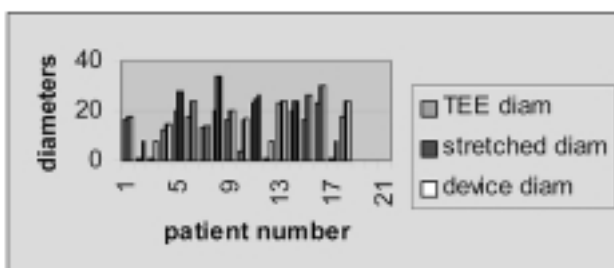 diameters
40
20
0
1
5
9
13
17
21
patient number
TEE diam
stretched diam
device diam